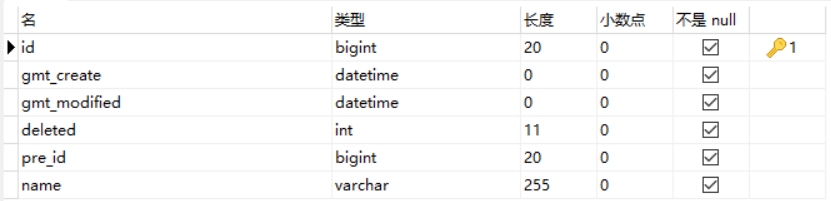 名 类型 长度 小数点 不是 null
id bigint 20 0 1
gmt_create datetime 0 0
gmt_modified datetime 0 0
deleted int 11 0
pre_id bigint 20 0
name varchar 255 0